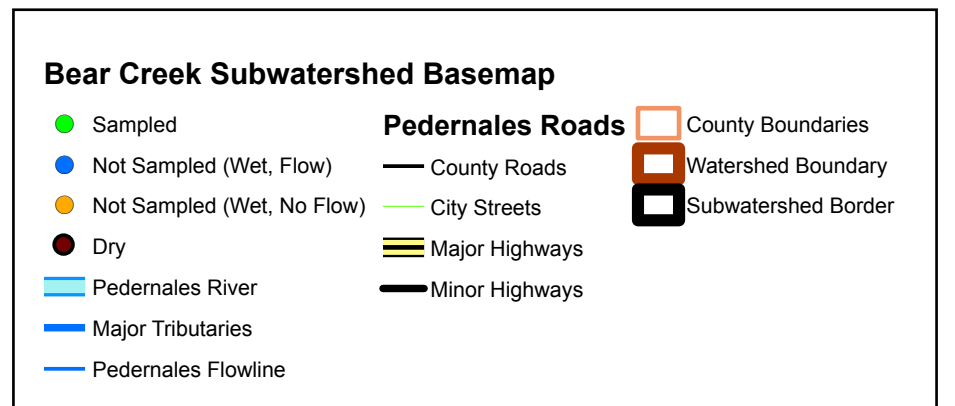 Bear Creek Subwatershed Basemap
Sampled
Not Sampled (Wet, Flow)
Not Sampled (Wet, No Flow)
Dry
Pedernales River
Major Tributaries
Pedernales Flowline
Pedernales Roads
County Roads
City Streets
Major Highways
Minor Highways
County Boundaries
Watershed Boundary
Subwatershed Border